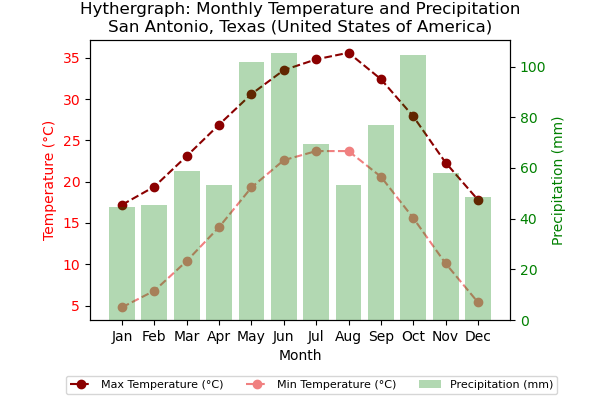 Hythergraph: Monthly Temperature and Precipitation
San Antonio, Texas (United States of America)
Temperature (°C)
35
30
25
20
15
10
5
100
80
60
40
20
0
Precipitation (mm)
Jan Feb Mar Apr May Jun Jul Aug Sep Oct Nov Dec
Month
Max Temperature (°C) Min Temperature (°C) Precipitation (mm)